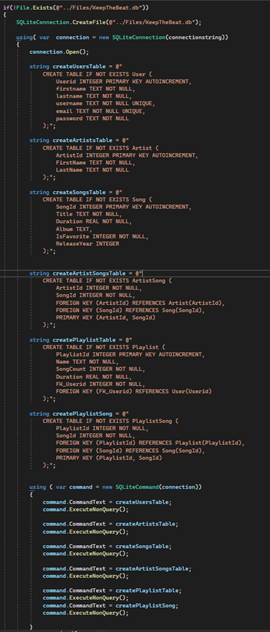 if(!File.Exists(@"../Files/KeepTheBeat.db"))
{
SQLiteConnection.CreateFile(@"../Files/KeepTheBeat.db");
using( var connection = new SQLiteConnection(connectionstring))
{
connection.Open();
string createUsersTable = @"
CREATE TABLE IF NOT EXISTS User (
Userid INTEGER PRIMARY KEY AUTOINCREMENT,
firstname TEXT NOT NULL,
lastname TEXT NOT NULL,
username TEXT NOT NULL UNIQUE,
email TEXT NOT NULL UNIQUE,
password TEXT NOT NULL
);";
string createArtistsTable = @"
CREATE TABLE IF NOT EXISTS Artist (
ArtistId INTEGER PRIMARY KEY AUTOINCREMENT,
FirstName TEXT NOT NULL,
LastName TEXT NOT NULL
);";
string createSongsTable = @"
CREATE TABLE IF NOT EXISTS Song (
SongId INTEGER PRIMARY KEY AUTOINCREMENT,
Title TEXT NOT NULL,
Duration REAL NOT NULL,
Album TEXT,
IsFavorite INTEGER NOT NULL,
ReleaseYear INTEGER
);";
string createArtistSongsTable = @"
CREATE TABLE IF NOT EXISTS ArtistSong (
ArtistId INTEGER NOT NULL,
SongId INTEGER NOT NULL,
FOREIGN KEY (ArtistId) REFERENCES Artist(ArtistId),
FOREIGN KEY (SongId) REFERENCES Song(SongId),
PRIMARY KEY (ArtistId, SongId)
);";
string createPlaylistTable = @"
CREATE TABLE IF NOT EXISTS Playlist (
PlaylistId INTEGER PRIMARY KEY AUTOINCREMENT,
Name TEXT NOT NULL,
SongCount INTEGER NOT NULL,
Duration REAL NOT NULL,
FK_Userid INTEGER NOT NULL,
FOREIGN KEY (FK_Userid) REFERENCES User(Userid)
);";
string createPlaylistSong = @"
CREATE TABLE IF NOT EXISTS PlaylistSong (
PlaylistId INTEGER NOT NULL,
SongId INTEGER NOT NULL,
FOREIGN KEY (PlaylistId) REFERENCES Playlist(PlaylistId),
FOREIGN KEY (SongId) REFERENCES Song(SongId),
PRIMARY KEY (PlaylistId, SongId)
);";
using ( var command = new SQLiteCommand(connection))
{
command.CommandText = createUsersTable;
command.ExecuteNonQuery();
command.CommandText = createArtistsTable;
command.ExecuteNonQuery();
command.CommandText = createSongsTable;
command.ExecuteNonQuery();
command.CommandText = createArtistSongsTable;
command.ExecuteNonQuery();
command.CommandText = createPlaylistTable;
command.ExecuteNonQuery();
command.CommandText = createPlaylistSong;
command.ExecuteNonQuery();
}